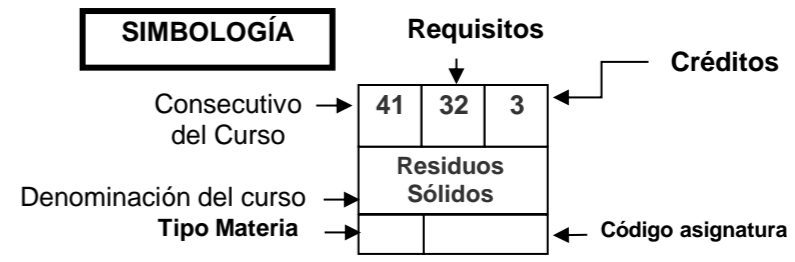 SIMBOLOGÍA
Requisitos
Créditos
Consecutivo
del Curso
41 32 3
Residuos
Sólidos
Denominación del curso
Tipo Materia
Código asignatura